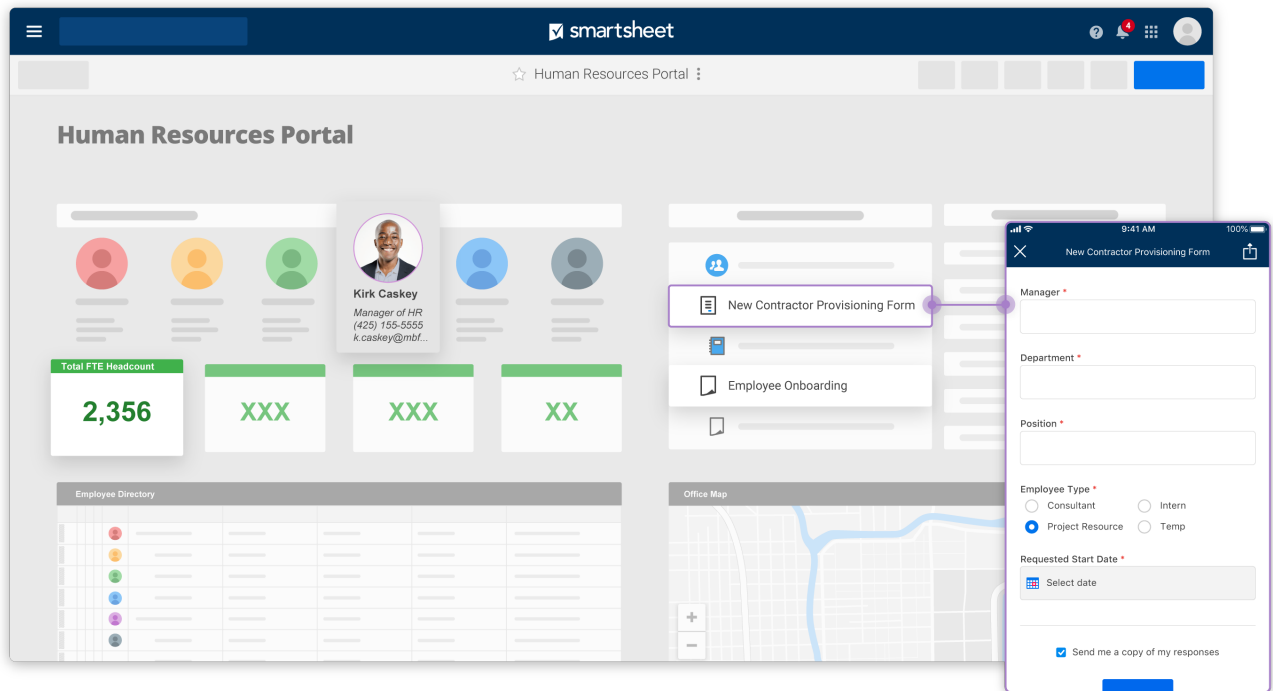 smartsheet
4
Human Resources Portal
Human Resources Portal
Kirk Caskey
Manager of HR
(425) 155-5555
k.caskey@mbf...
Total FTE Headcount
2,356
XXX
XXX
XX
New Contractor Provisioning Form
Employee Onboarding
Employee Directory
Office Map
+
−
9:41 AM
100%
New Contractor Provisioning Form
Manager *
Department *
Position *
Employee Type *
Consultant
Intern
Project Resource
Temp
Requested Start Date *
Select date
Send me a copy of my responses